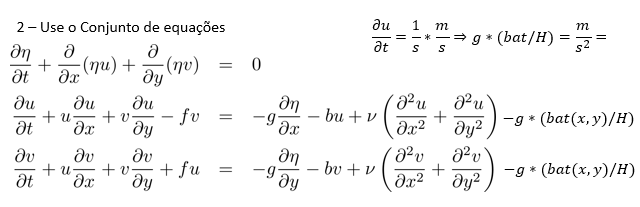 2 – Use o Conjunto de equações
∂u/∂t = 1/s * m/s ⇒ g * (bat/H) = m/s² =
∂η/∂t + ∂/∂x (ηu) + ∂/∂y (ηv) = 0
∂u/∂t + u ∂u/∂x + v ∂u/∂y − fv = −g ∂η/∂x − bu + ν (∂²u/∂x² + ∂²u/∂y²) −g * (bat(x, y)/H)
∂v/∂t + u ∂v/∂x + v ∂v/∂y + fu = −g ∂η/∂y − bv + ν (∂²v/∂x² + ∂²v/∂y²) −g * (bat(x, y)/H)